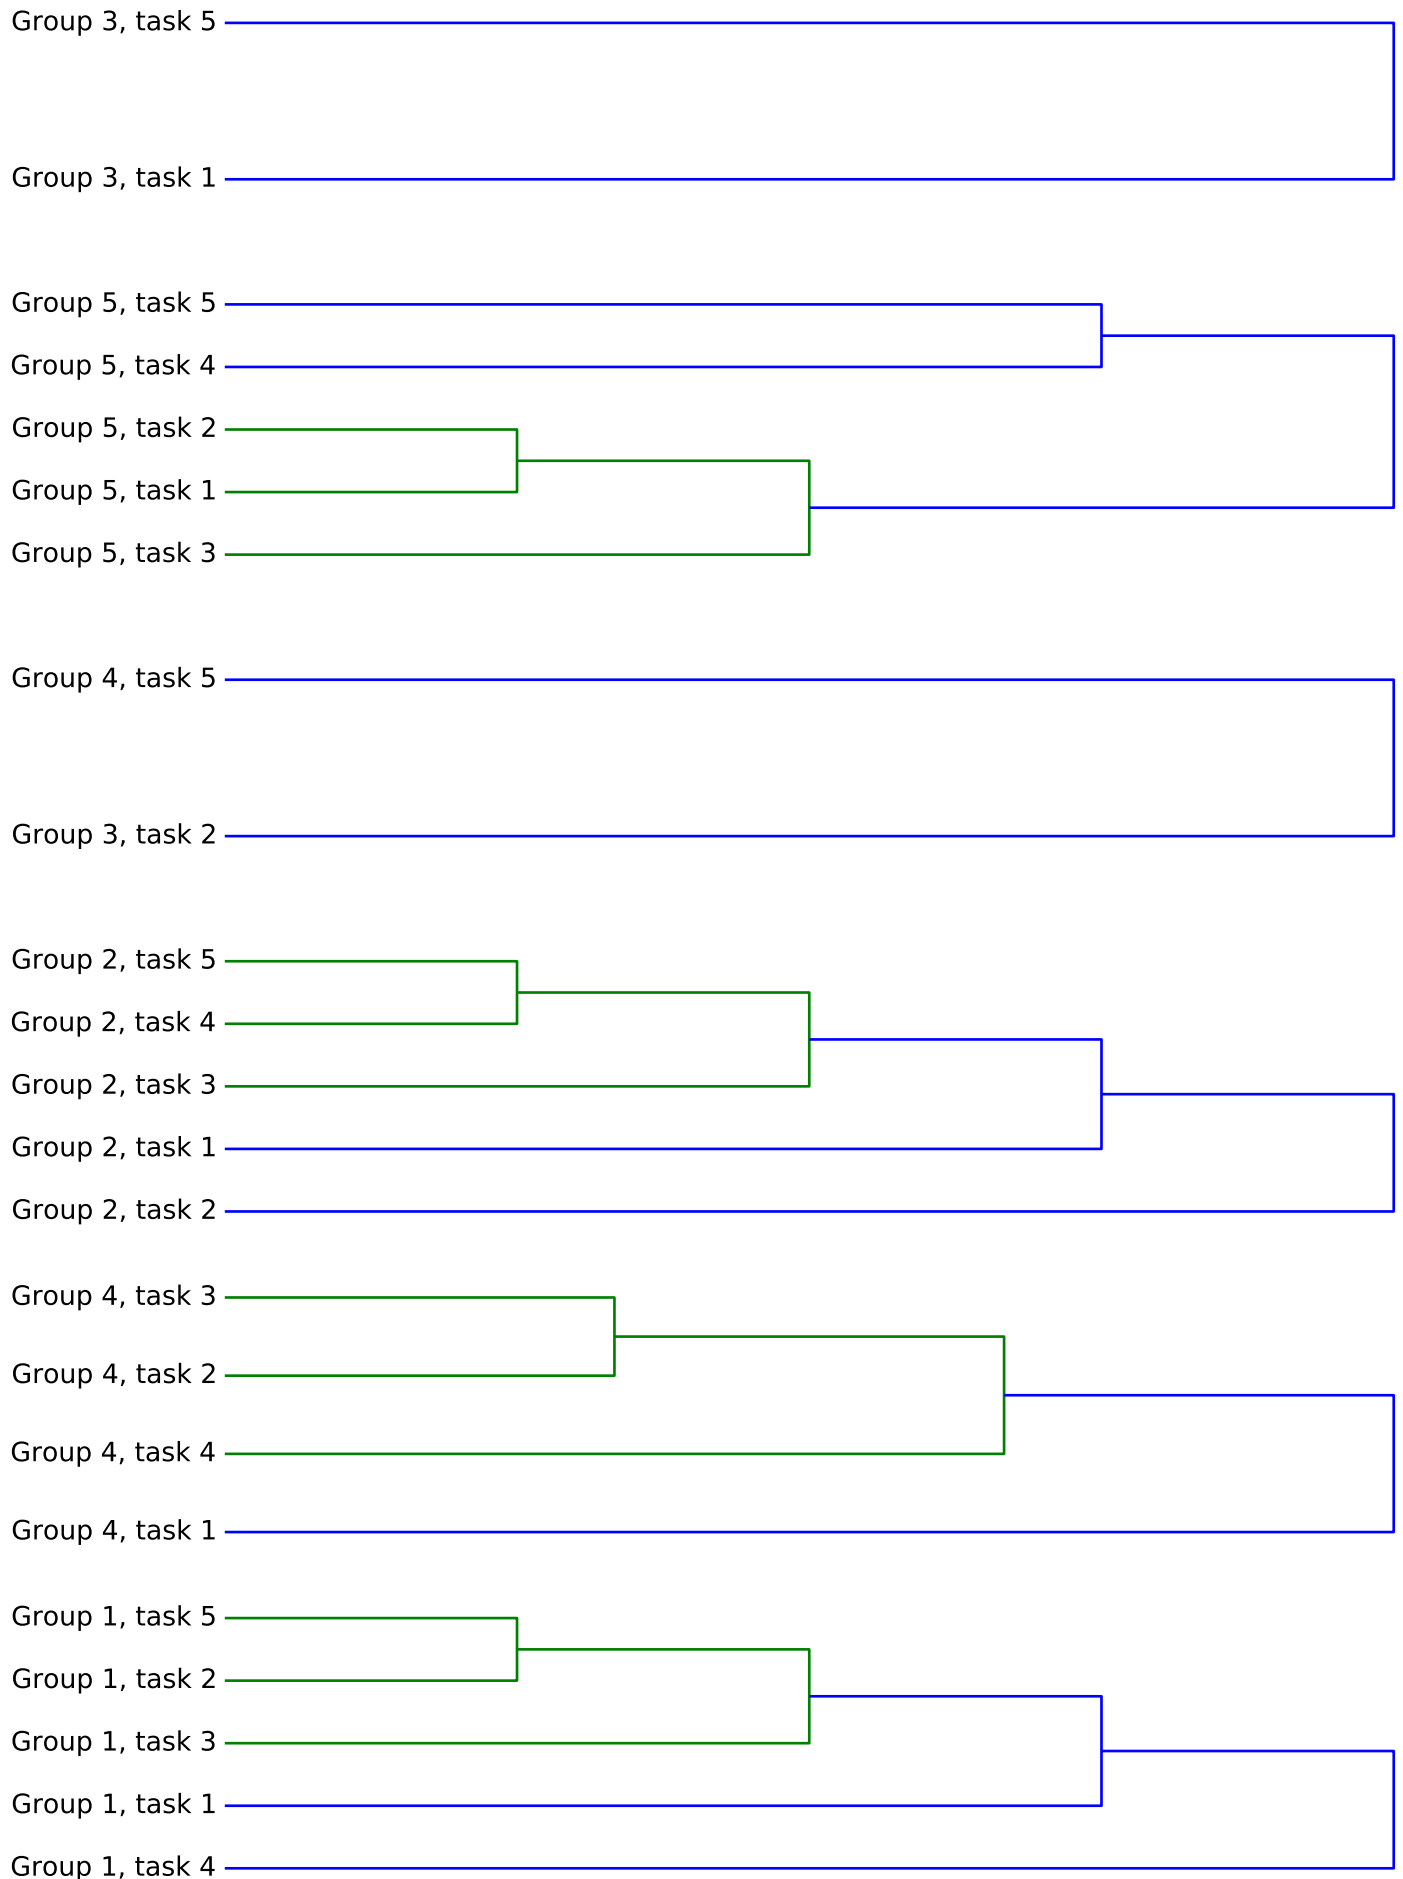 Group 3, task 5
Group 3, task 1
Group 5, task 5
Group 5, task 4
Group 5, task 2
Group 5, task 1
Group 5, task 3
Group 4, task 5
Group 3, task 2
Group 2, task 5
Group 2, task 4
Group 2, task 3
Group 2, task 1
Group 2, task 2
Group 4, task 3
Group 4, task 2
Group 4, task 4
Group 4, task 1
Group 1, task 5
Group 1, task 2
Group 1, task 3
Group 1, task 1
Group 1, task 4